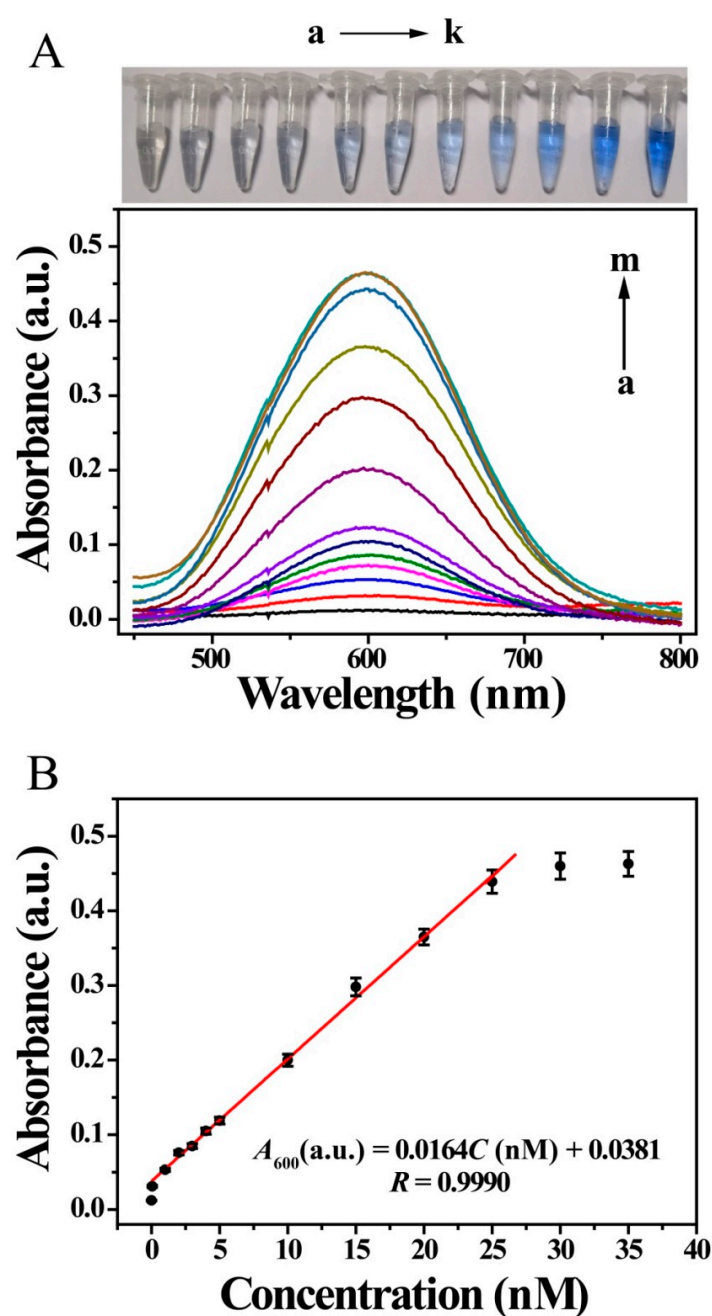 A
a → k
0.5
0.4
0.3
0.2
0.1
0.0
Absorbance (a.u.)
m
a
500 600 700 800
Wavelength (nm)
B
0.5
0.4
0.3
0.2
0.1
0.0
Absorbance (a.u.)
A₆₀₀(a.u.) = 0.0164C (nM) + 0.0381
R = 0.9990
0 5 10 15 20 25 30 35 40
Concentration (nM)